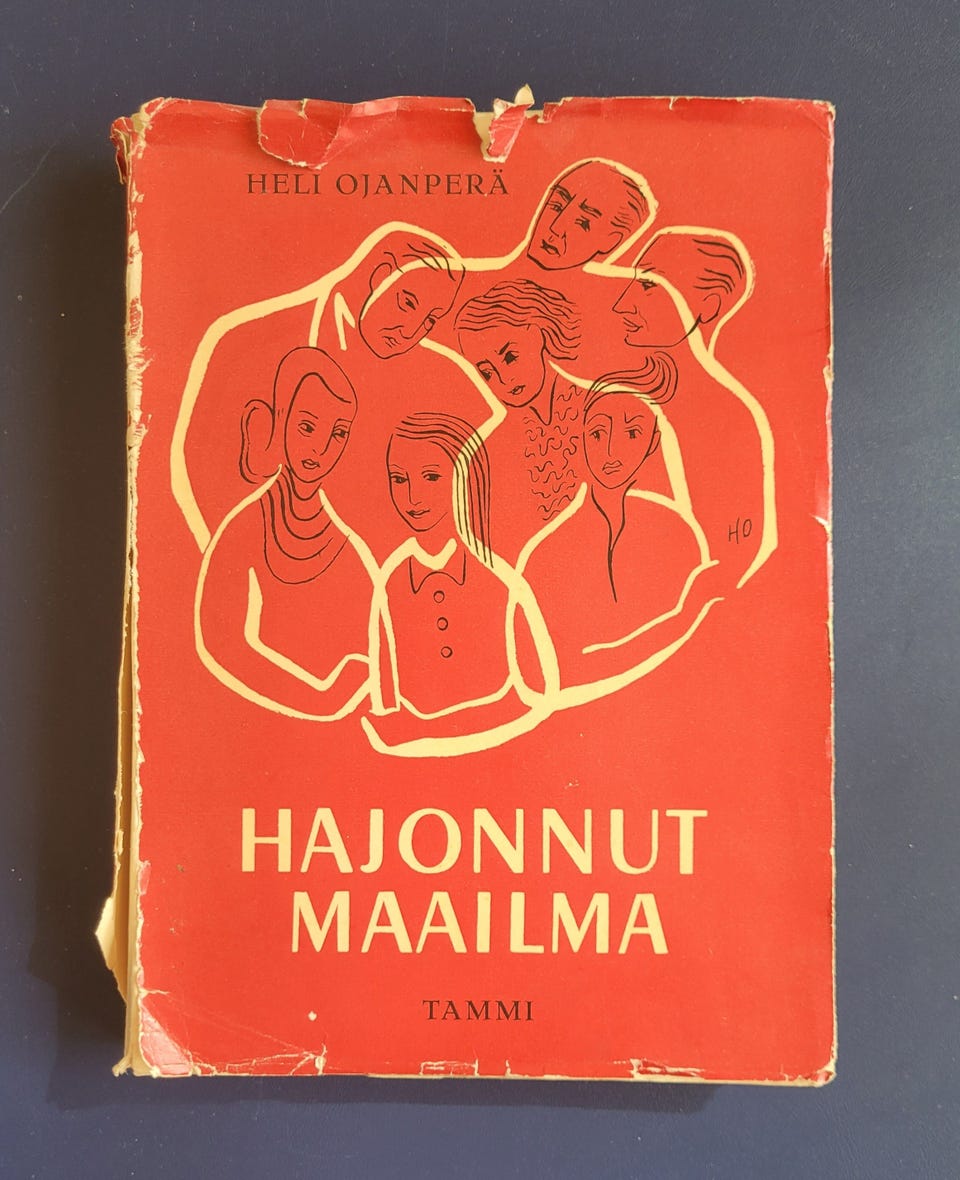 HELI OJANPERÄ
HO
HAJONNUT
MAAILMA
TAMMI